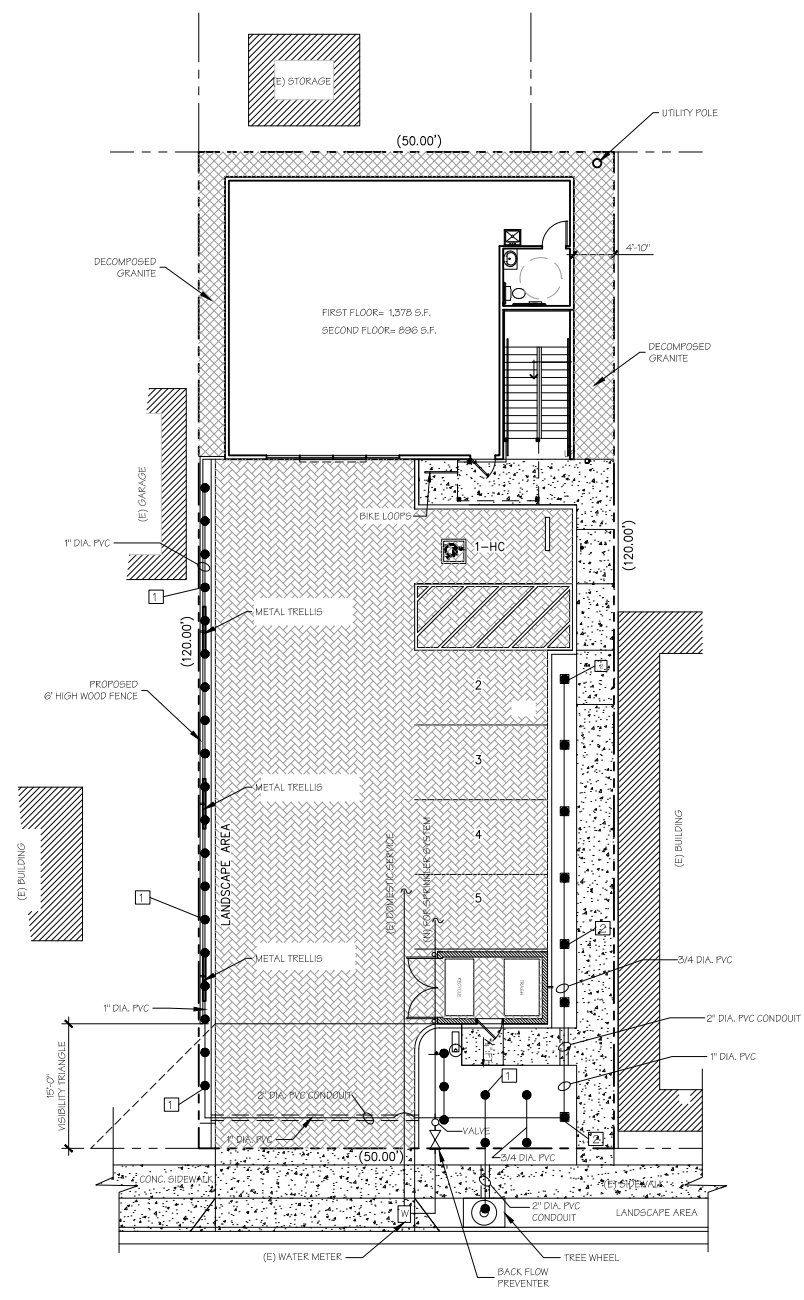 (E) STORAGE
UTILITY POLE
(50.00')
4'-10"
DECOMPOSED
GRANITE
FIRST FLOOR= 1,378 S.F.
SECOND FLOOR= 896 S.F.
DECOMPOSED
GRANITE
(E) GARAGE
BIKE LOOPS
1" DIA. PVC
1-HC
(120.00')
1
METAL TRELLIS
(120.00')
PROPOSED
6' HIGH WOOD FENCE
2
3
METAL TRELLIS
4
(E) BUILDING
(E) BUILDING
LANDSCAPE AREA
(E) DOMESTIC SERVICE
(N) FOR SPRINKLER SYSTEM
5
1
2
METAL TRELLIS
3/4 DIA. PVC
RECYCLE
TRASH
1" DIA. PVC
2" DIA. PVC CONDOUIT
15'-0"
VISIBILITY TRIANGLE
1" DIA. PVC
1
1
2" DIA. PVC CONDOUIT
VALVE
2
1" DIA. PVC
(50.00')
3/4 DIA. PVC
CONC. SIDEWALK
(E) SIDEWALK
2" DIA. PVC
CONDOUIT
LANDSCAPE AREA
W
(E) WATER METER
TREE WHEEL
BACK FLOW
PREVENTER